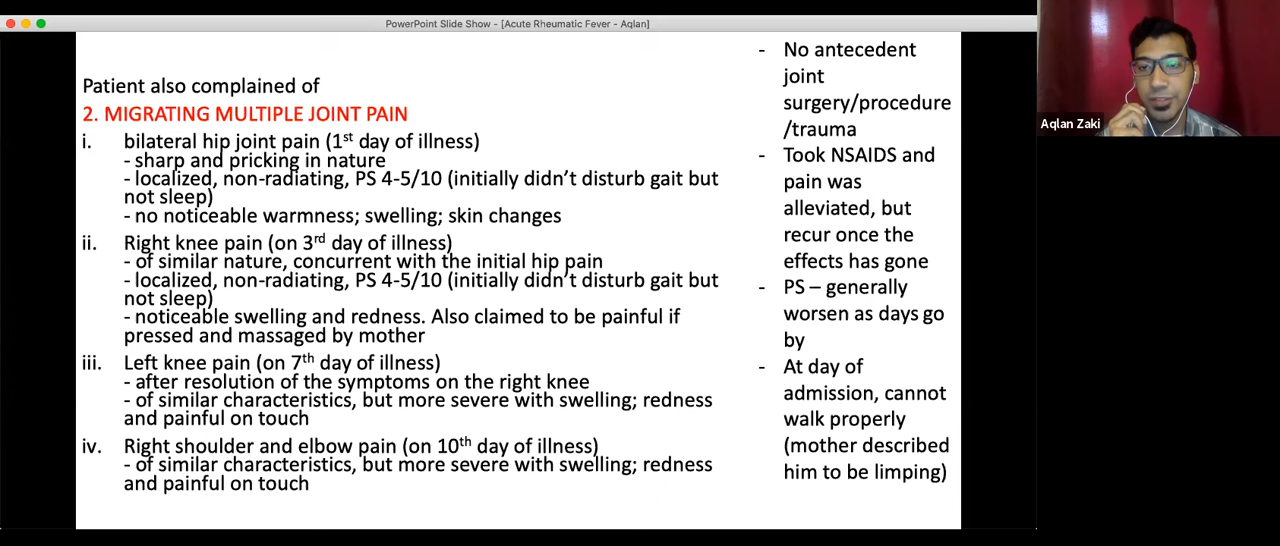 PowerPoint Slide Show - [Acute Rheumatic Fever - Aqlan]
Patient also complained of
2. MIGRATING MULTIPLE JOINT PAIN
i. bilateral hip joint pain (1st day of illness)
- sharp and pricking in nature
- localized, non-radiating, PS 4-5/10 (initially didn't disturb gait but
not sleep)
- no noticeable warmness; swelling; skin changes
ii. Right knee pain (on 3rd day of illness)
- of similar nature, concurrent with the initial hip pain
- localized, non-radiating, PS 4-5/10 (initially didn't disturb gait but
not sleep)
- noticeable swelling and redness. Also claimed to be painful if
pressed and massaged by mother
iii. Left knee pain (on 7th day of illness)
- after resolution of the symptoms on the right knee
- of similar characteristics, but more severe with swelling; redness
and painful on touch
iv. Right shoulder and elbow pain (on 10th day of illness)
- of similar characteristics, but more severe with swelling; redness
and painful on touch
- No antecedent
joint
surgery/procedure
/trauma
- Took NSAIDS and
pain was
alleviated, but
recur once the
effects has gone
- PS – generally
worsen as days go
by
- At day of
admission, cannot
walk properly
(mother described
him to be limping)
Aqlan Zaki